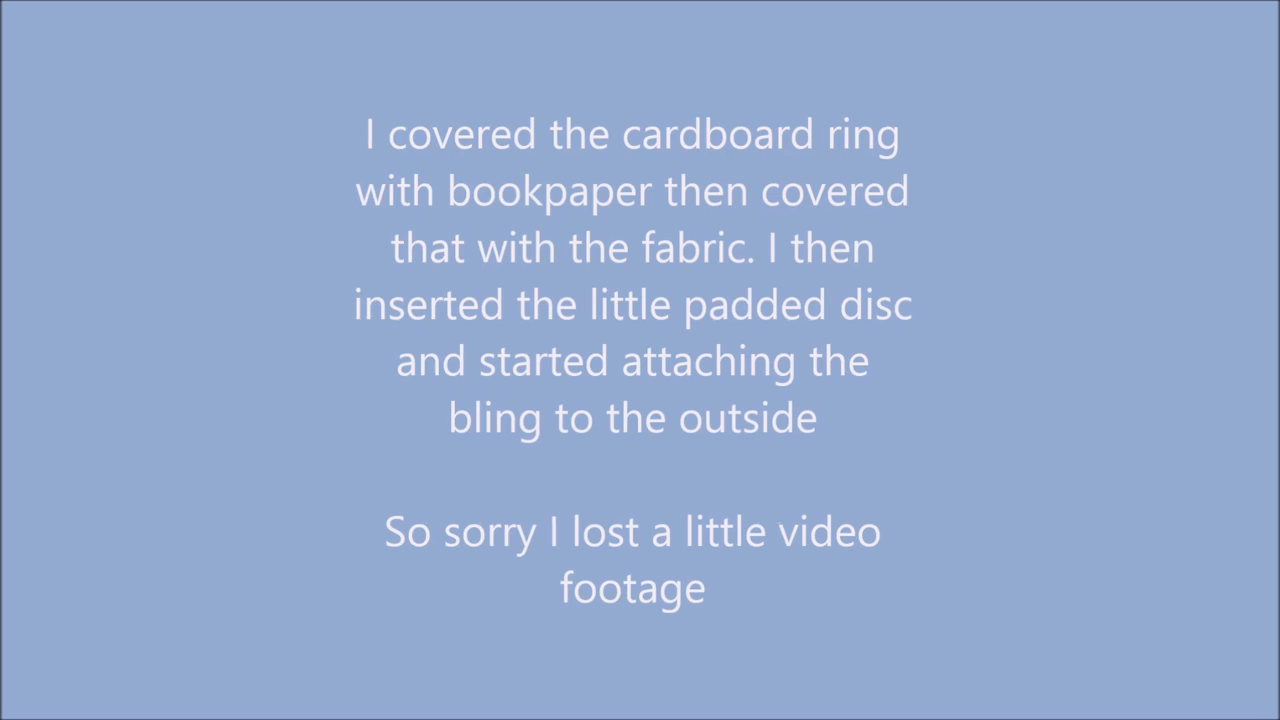 I covered the cardboard ring
with bookpaper then covered
that with the fabric. I then
inserted the little padded disc
and started attaching the
bling to the outside
So sorry I lost a little video
footage